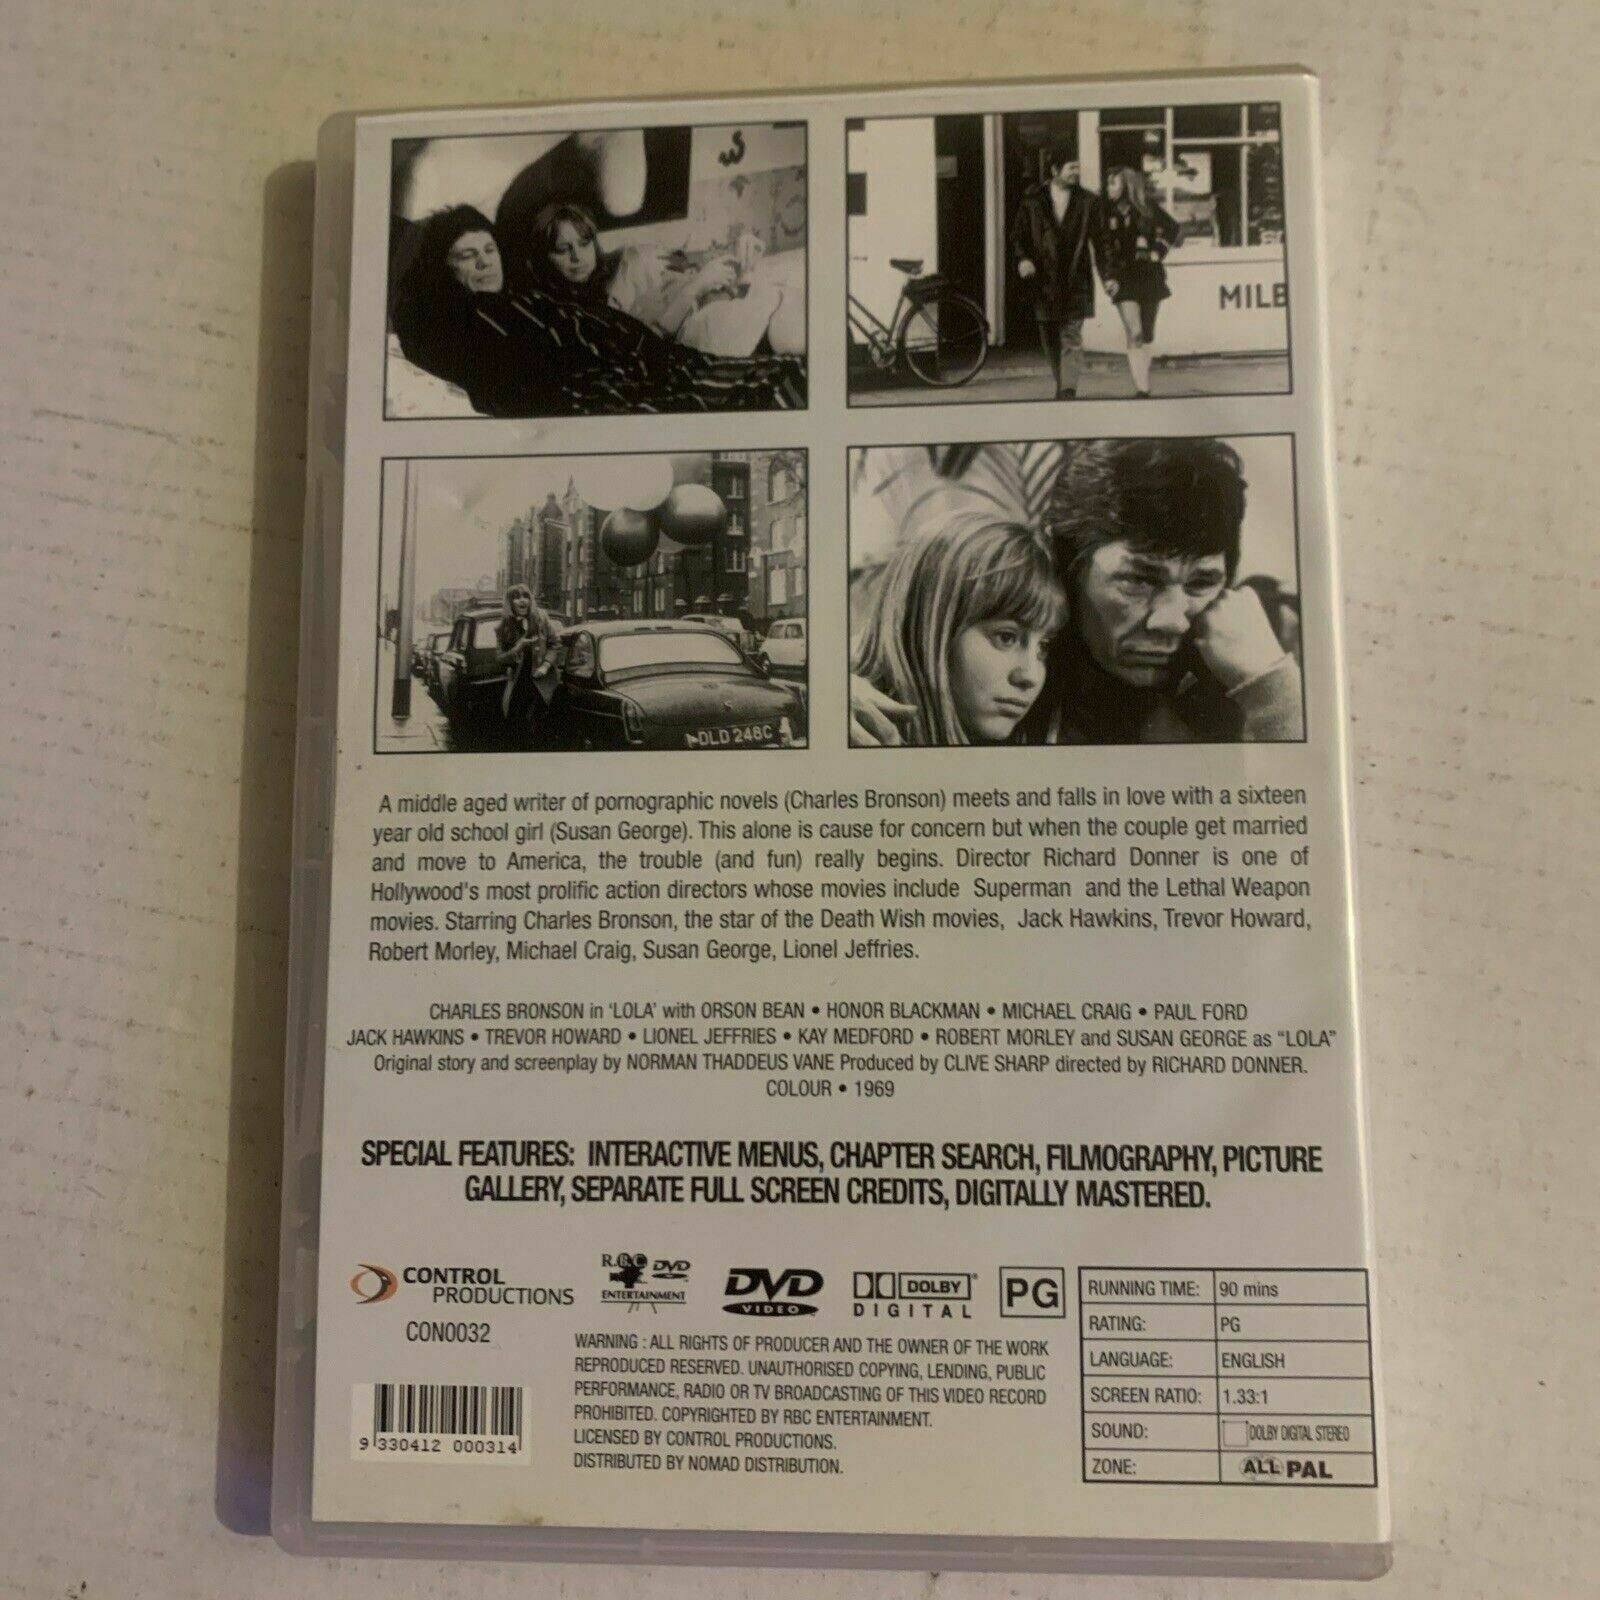 MILB
DLD 248C
A middle aged writer of pornographic novels (Charles Bronson) meets and falls in love with a sixteen
year old school girl (Susan George). This alone is cause for concern but when the couple get married
and move to America, the trouble (and fun) really begins. Director Richard Donner is one of
Hollywood's most prolific action directors whose movies include Superman and the Lethal Weapon
movies. Starring Charles Bronson, the star of the Death Wish movies, Jack Hawkins, Trevor Howard,
Robert Morley, Michael Craig, Susan George, Lionel Jeffries.
CHARLES BRONSON in 'LOLA' with ORSON BEAN • HONOR BLACKMAN • MICHAEL CRAIG • PAUL FORD
JACK HAWKINS • TREVOR HOWARD • LIONEL JEFFRIES • KAY MEDFORD • ROBERT MORLEY and SUSAN GEORGE as "LOLA"
Original story and screenplay by NORMAN THADDEUS VANE Produced by CLIVE SHARP directed by RICHARD DONNER.
COLOUR • 1969
SPECIAL FEATURES: INTERACTIVE MENUS, CHAPTER SEARCH, FILMOGRAPHY, PICTURE
GALLERY, SEPARATE FULL SCREEN CREDITS, DIGITALLY MASTERED.
CONTROL
PRODUCTIONS
CON0032
R.B.C DVD
ENTERTAINMENT
DVD
VIDEO
DOLBY
DIGITAL
PG
RUNNING TIME: 90 mins
RATING: PG
LANGUAGE: ENGLISH
SCREEN RATIO: 1.33:1
SOUND: DOLBY DIGITAL STEREO
ZONE: ALL PAL
WARNING : ALL RIGHTS OF PRODUCER AND THE OWNER OF THE WORK
REPRODUCED RESERVED. UNAUTHORISED COPYING, LENDING, PUBLIC
PERFORMANCE, RADIO OR TV BROADCASTING OF THIS VIDEO RECORD
PROHIBITED. COPYRIGHTED BY RBC ENTERTAINMENT.
LICENSED BY CONTROL PRODUCTIONS.
DISTRIBUTED BY NOMAD DISTRIBUTION.
9 330412 000314